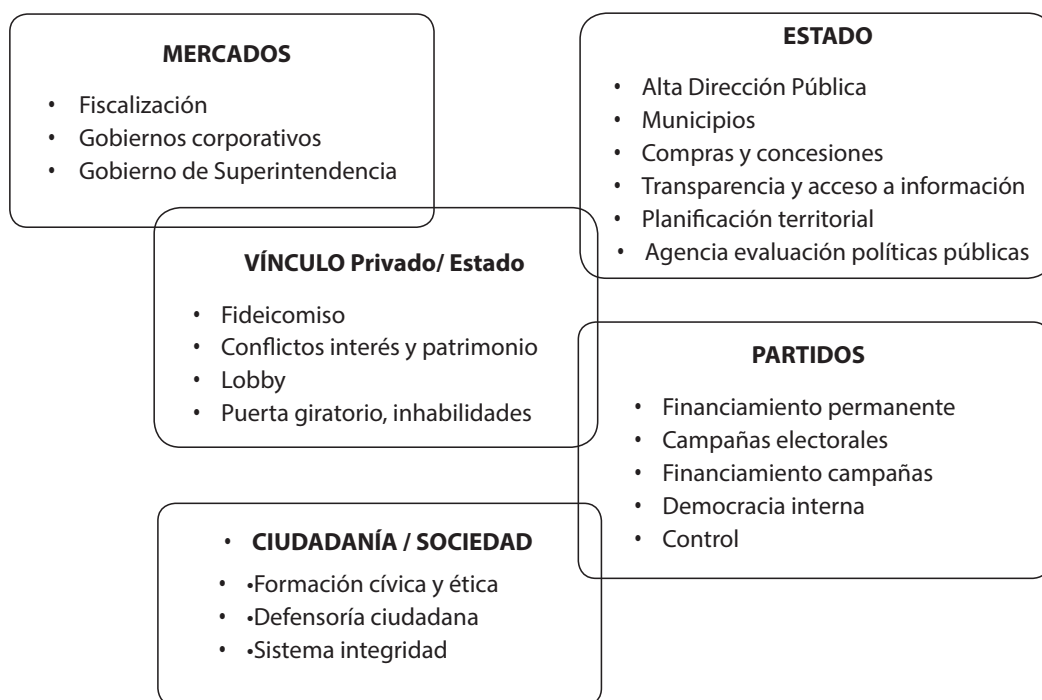 MERCADOS
• Fiscalización
• Gobiernos corporativos
• Gobierno de Superintendencia
ESTADO
• Alta Dirección Pública
• Municipios
• Compras y concesiones
• Transparencia y acceso a información
• Planificación territorial
• Agencia evaluación políticas públicas
VÍNCULO Privado/ Estado
• Fideicomiso
• Conflictos interés y patrimonio
• Lobby
• Puerta giratorio, inhabilidades
PARTIDOS
• Financiamiento permanente
• Campañas electorales
• Financiamiento campañas
• Democracia interna
• Control
• CIUDADANÍA / SOCIEDAD
• •Formación cívica y ética
• •Defensoría ciudadana
• •Sistema integridad